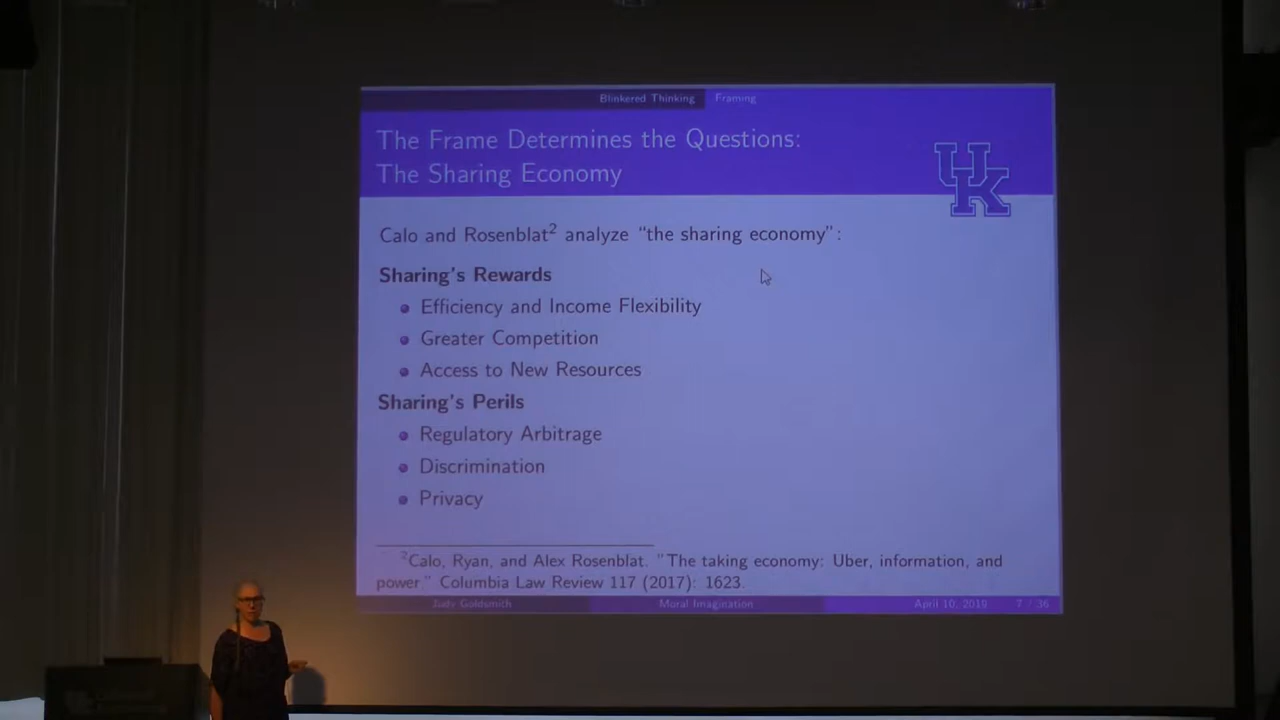 Blinkered Thinking Framing
The Frame Determines the Questions:
The Sharing Economy
UK
Calo and Rosenblat² analyze “the sharing economy”:
Sharing's Rewards
Efficiency and Income Flexibility
Greater Competition
Access to New Resources
Sharing's Perils
Regulatory Arbitrage
Discrimination
Privacy
²Calo, Ryan, and Alex Rosenblat. "The taking economy: Uber, information, and
power." Columbia Law Review 117 (2017): 1623.
Judy Goldsmith Moral Imagination April 10, 2019 7 / 36